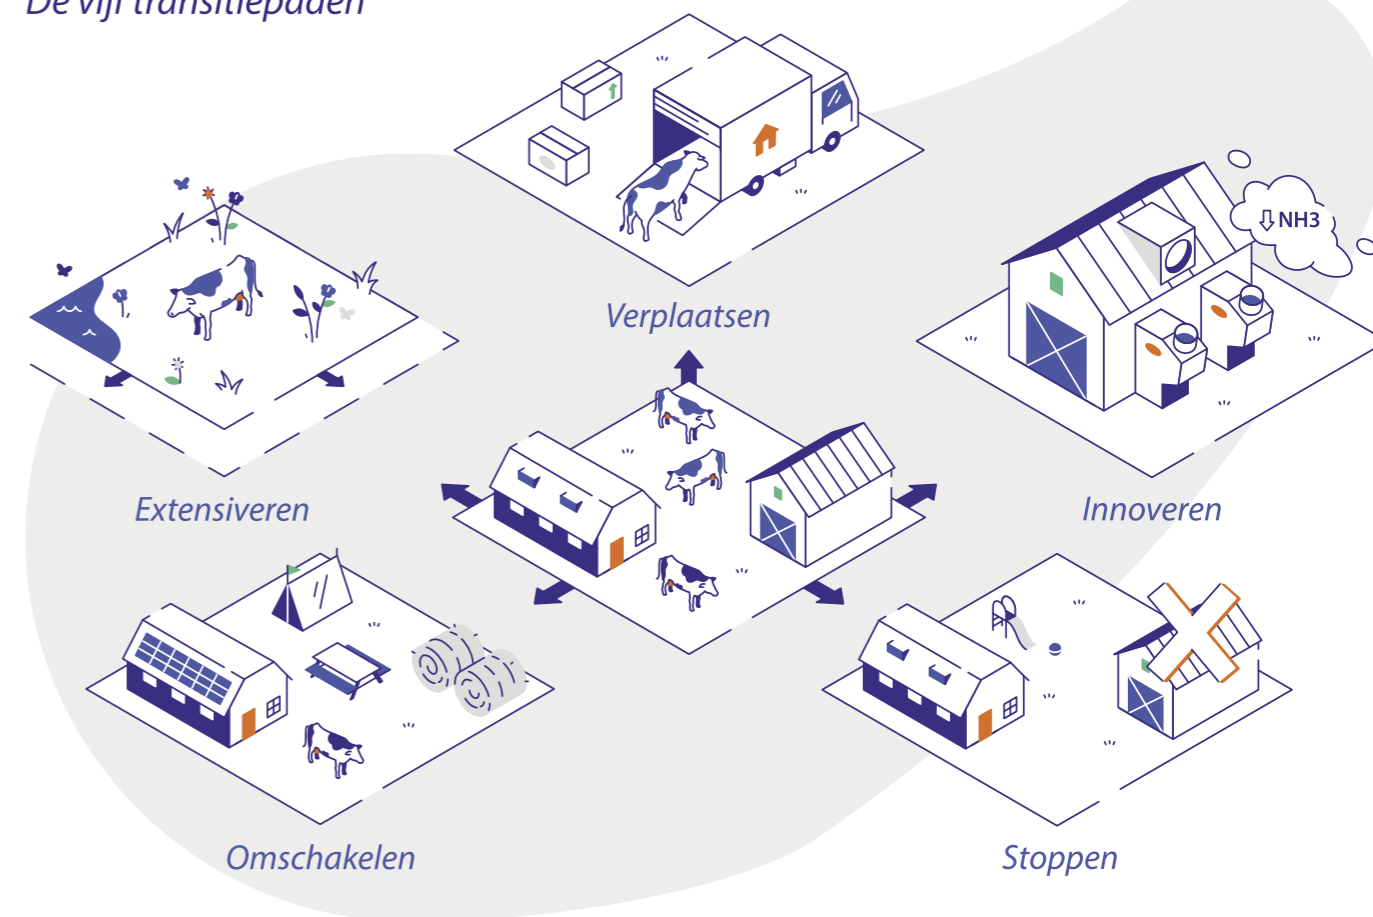 De vijf transitiepaden
Verplaatsen
⇩ NH3
Extensiveren
Innoveren
Omschakelen
Stoppen